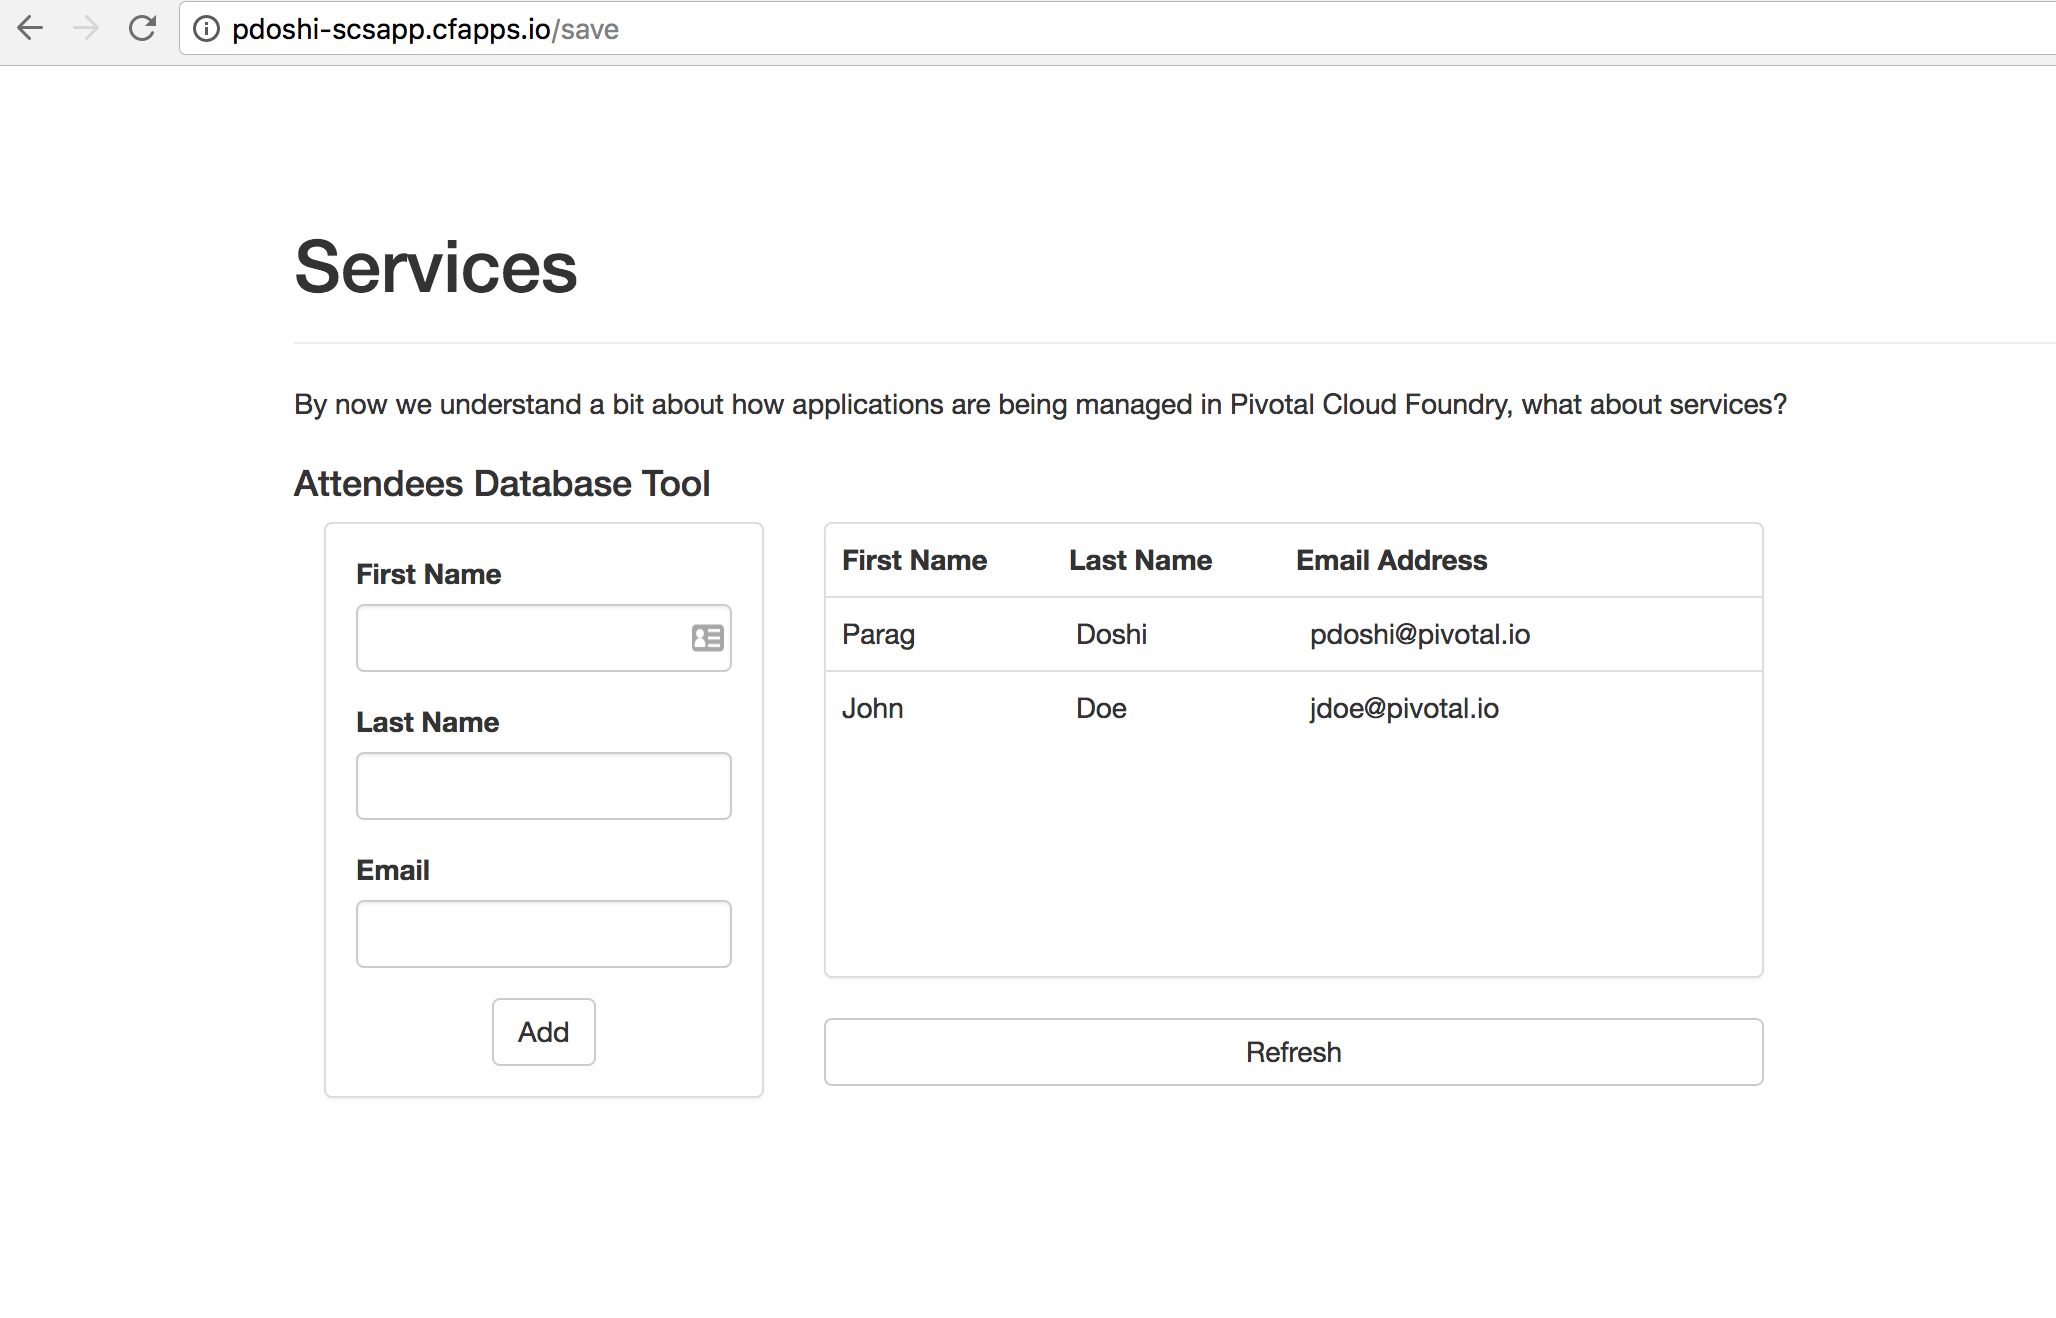 pdoshi-scsapp.cfapps.io/save
Services
By now we understand a bit about how applications are being managed in Pivotal Cloud Foundry, what about services?
Attendees Database Tool
First Name
Last Name
Email
Add
First Name Last Name Email Address
Parag Doshi pdoshi@pivotal.io
John Doe jdoe@pivotal.io
Refresh